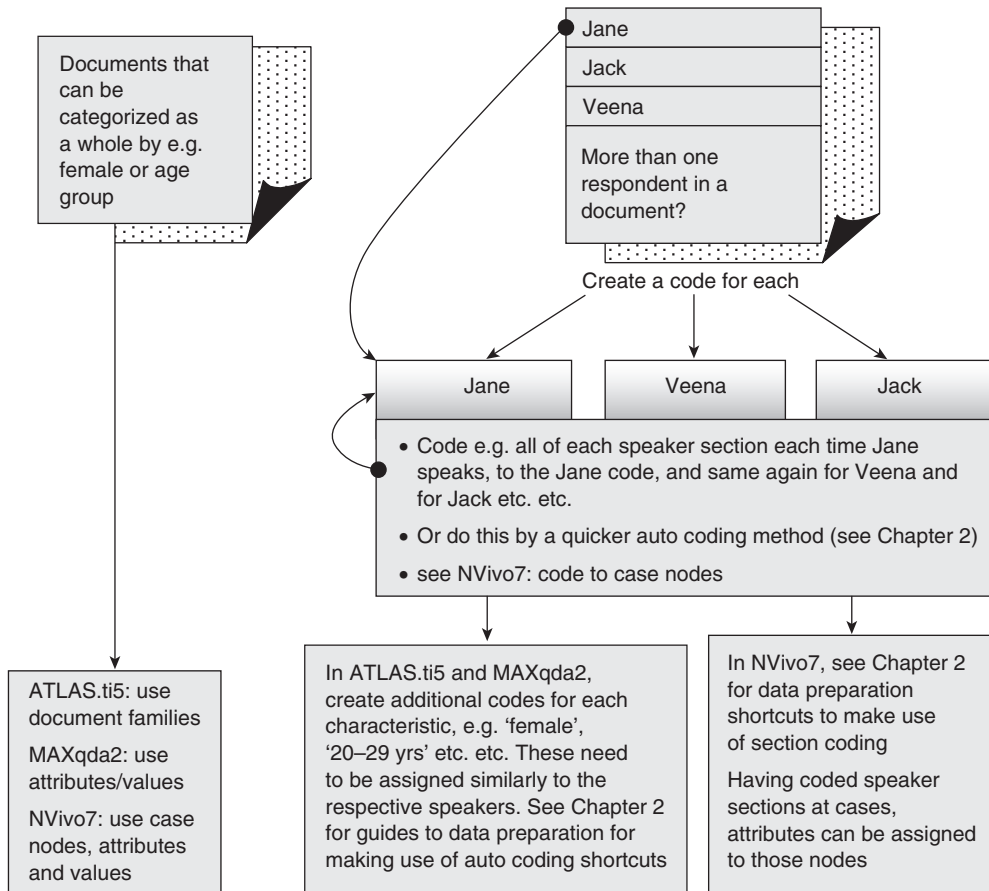 Documents that
can be
categorized as
a whole by e.g.
female or age
group
Jane
Jack
Veena
More than one
respondent in a
document?
Create a code for each
Jane
Veena
Jack
• Code e.g. all of each speaker section each time Jane
speaks, to the Jane code, and same again for Veena and
for Jack etc. etc.
• Or do this by a quicker auto coding method (see Chapter 2)
• see NVivo7: code to case nodes
ATLAS.ti5: use
document families
MAXqda2: use
attributes/values
NVivo7: use case
nodes, attributes
and values
In ATLAS.ti5 and MAXqda2,
create additional codes for each
characteristic, e.g. ‘female’,
‘20–29 yrs’ etc. etc. These need
to be assigned similarly to the
respective speakers. See Chapter 2
for guides to data preparation for
making use of auto coding shortcuts
In NVivo7, see Chapter 2
for data preparation
shortcuts to make use
of section coding
Having coded speaker
sections at cases,
attributes can be assigned
to those nodes